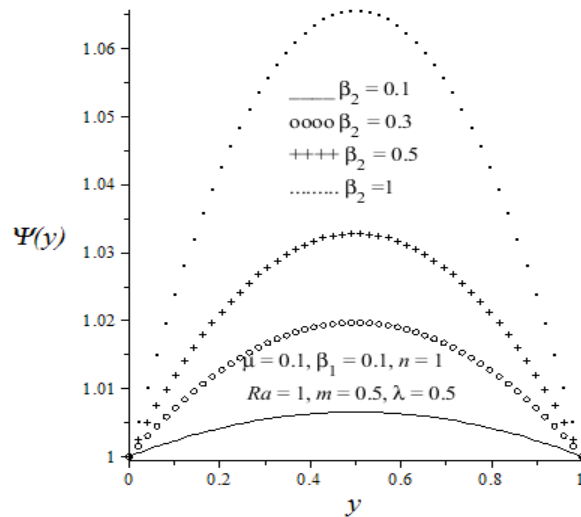 1.06
1.05
1.04
1.03
1.02
1.01
1
Ψ(y)
____ β2 = 0.1
oooo β2 = 0.3
++++ β2 = 0.5
........ β2 =1
μ = 0.1, β1 = 0.1, n = 1
Ra = 1, m = 0.5, λ = 0.5
0 0.2 0.4 0.6 0.8 1
y